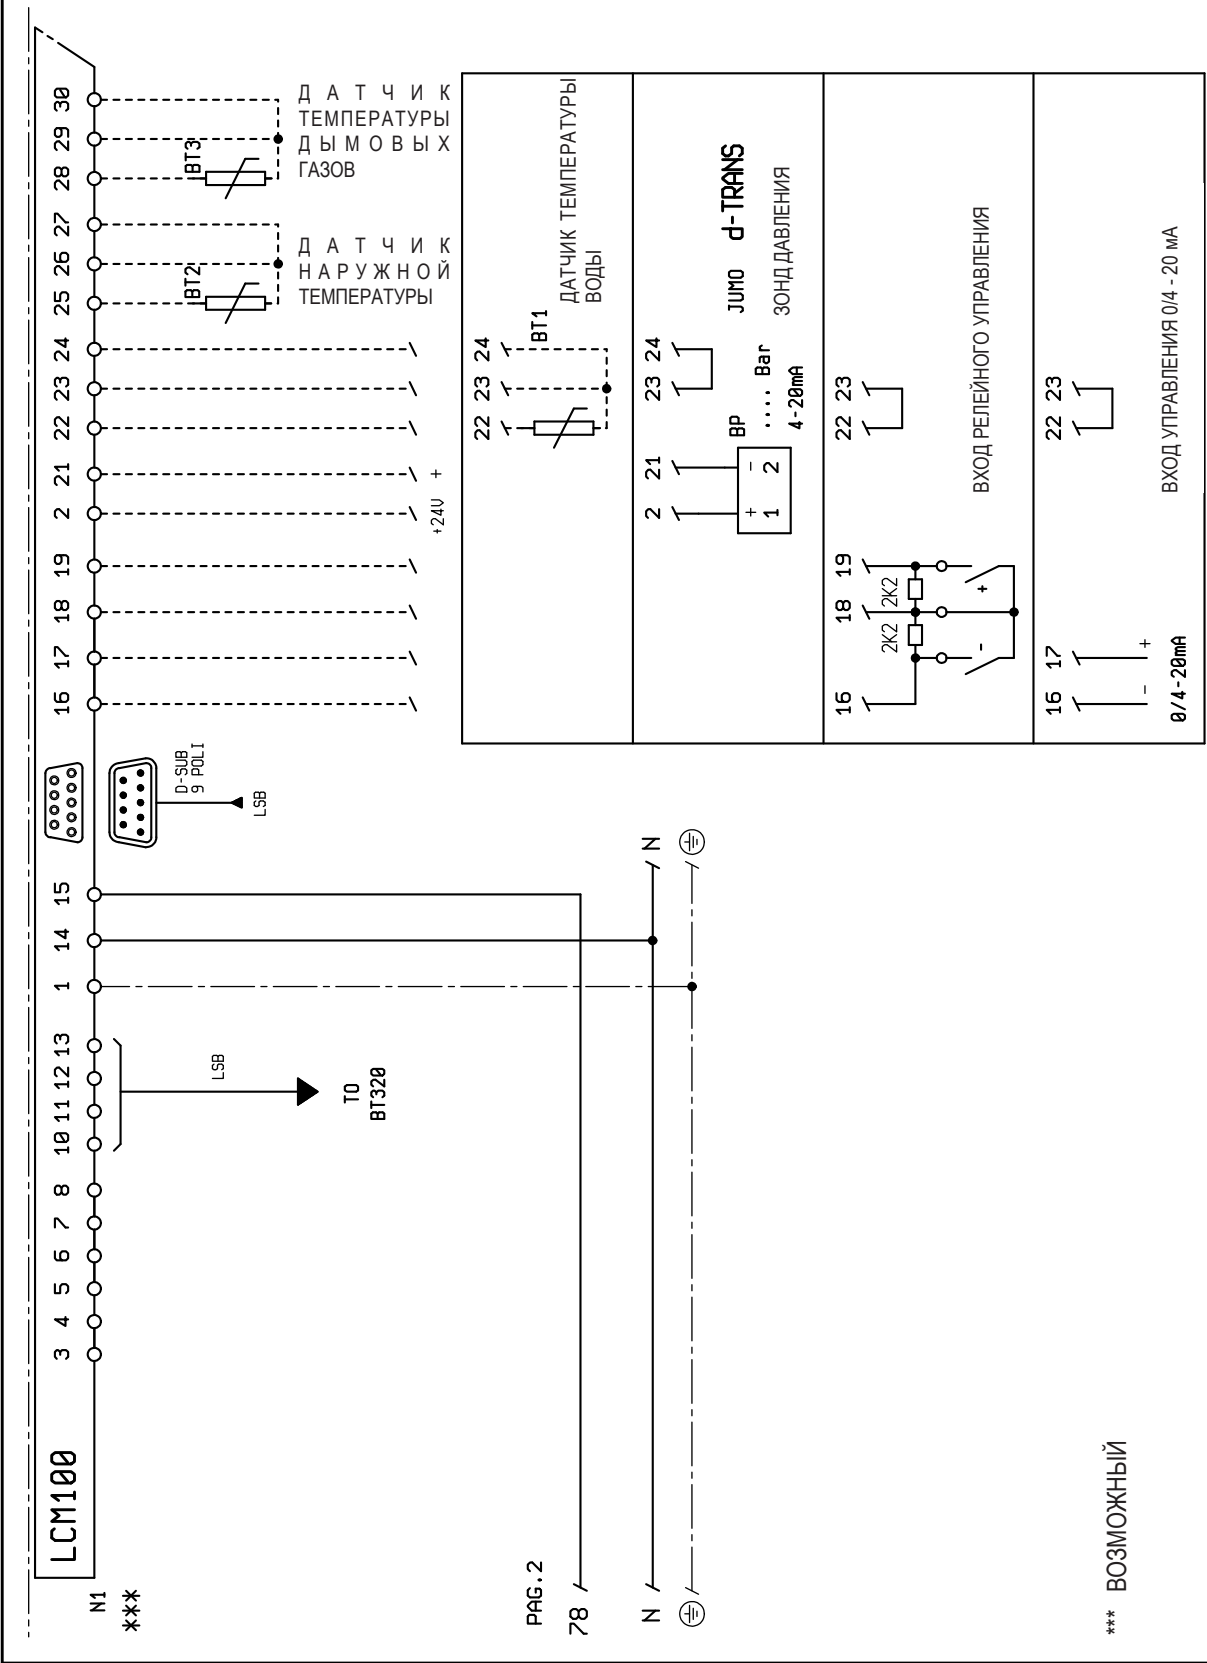 LCM100
N1
***
3 4 5 6 7 8 10 11 12 13 1 14 15 16 17 18 19 2 21 22 23 24 25 26 27 28 29 30
LSB
TO
BT320
D-SUB
9 POLI
LSB
+24V +
BT2
ДАТЧИК
НАРУЖНОЙ
ТЕМПЕРАТУРЫ
BT3
ДАТЧИК
ТЕМПЕРАТУРЫ
ДЫМОВЫХ
ГАЗОВ
PAG.2
78
N N
22 23 24
BT1
ДАТЧИК ТЕМПЕРАТУРЫ
ВОДЫ
2 21 23 24
+ -
1 2
BP
.... Bar
4-20mA
JUMO d-TRANS
ЗОНД ДАВЛЕНИЯ
16 18 19 22 23
2K2 2K2
- +
ВХОД РЕЛЕЙНОГО УПРАВЛЕНИЯ
16 17 22 23
- +
0/4-20mA
ВХОД УПРАВЛЕНИЯ 0/4 - 20 мА
*** ВОЗМОЖНЫЙ